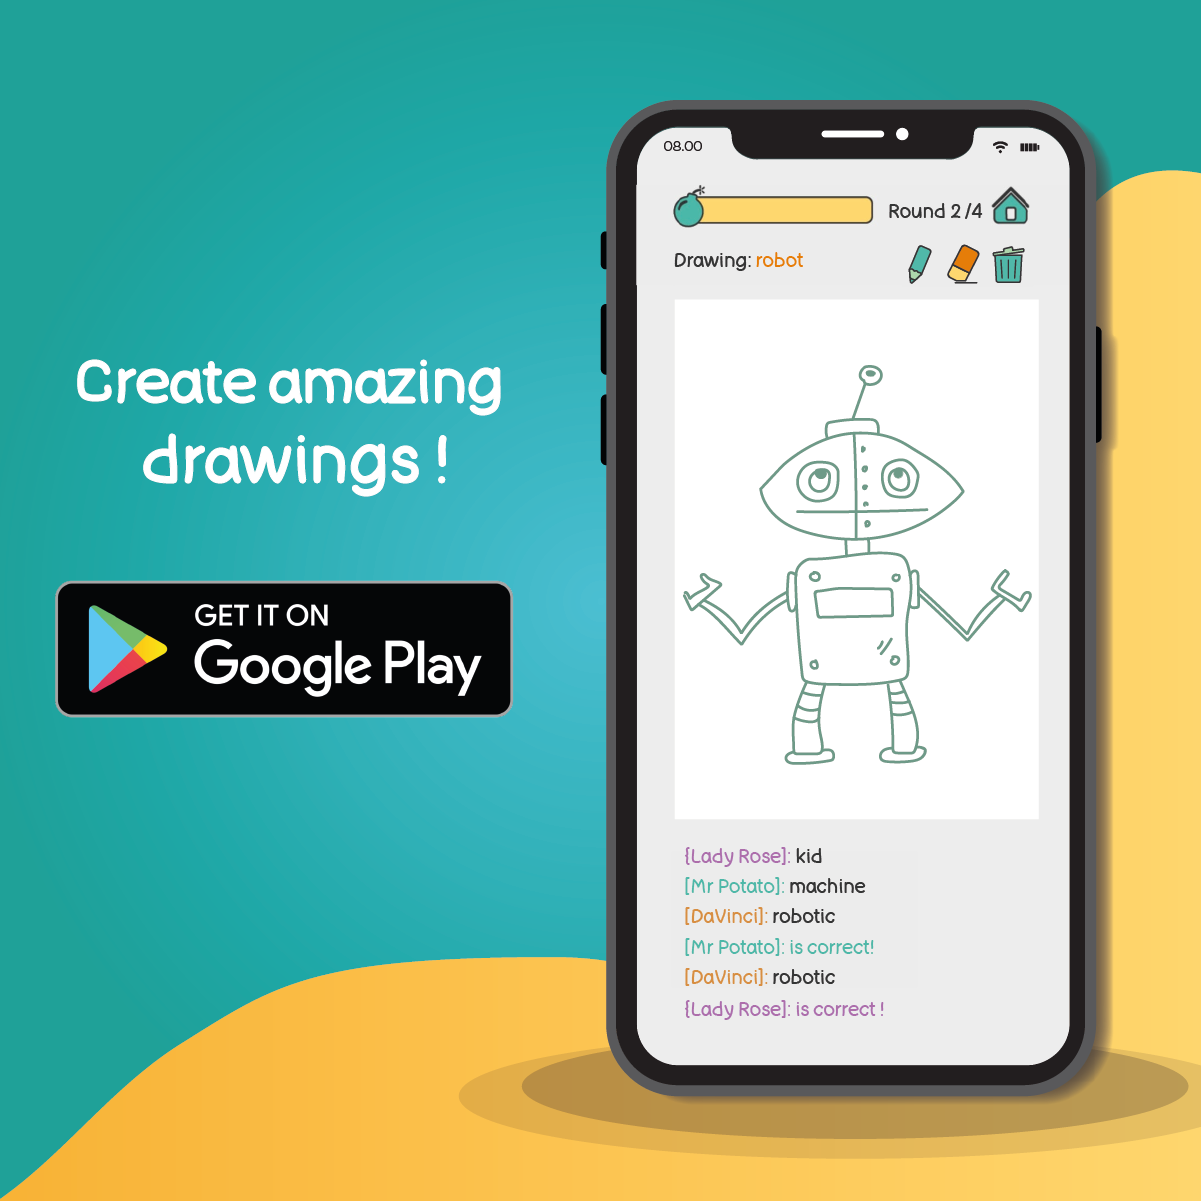 Create amazing
drawings !
GET IT ON
Google Play
08.00
Round 2 /4
Drawing: robot
{Lady Rose]: kid
[Mr Potato]: machine
[DaVinci]: robotic
[Mr Potato]: is correct!
[DaVinci]: robotic
{Lady Rose]: is correct !